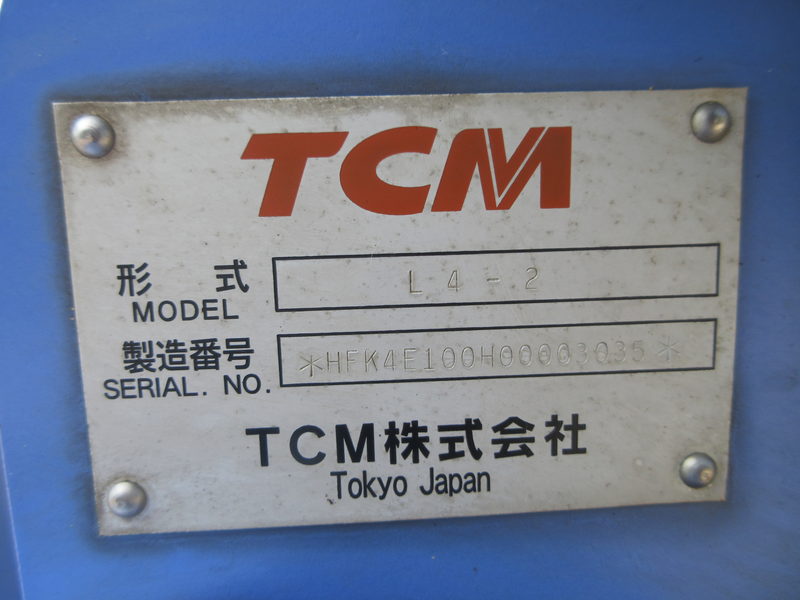 TCM
形 式 L4-2
MODEL
製造番号 *HFK4E100H00003035*
SERIAL. NO.
TCM株式会社
Tokyo Japan